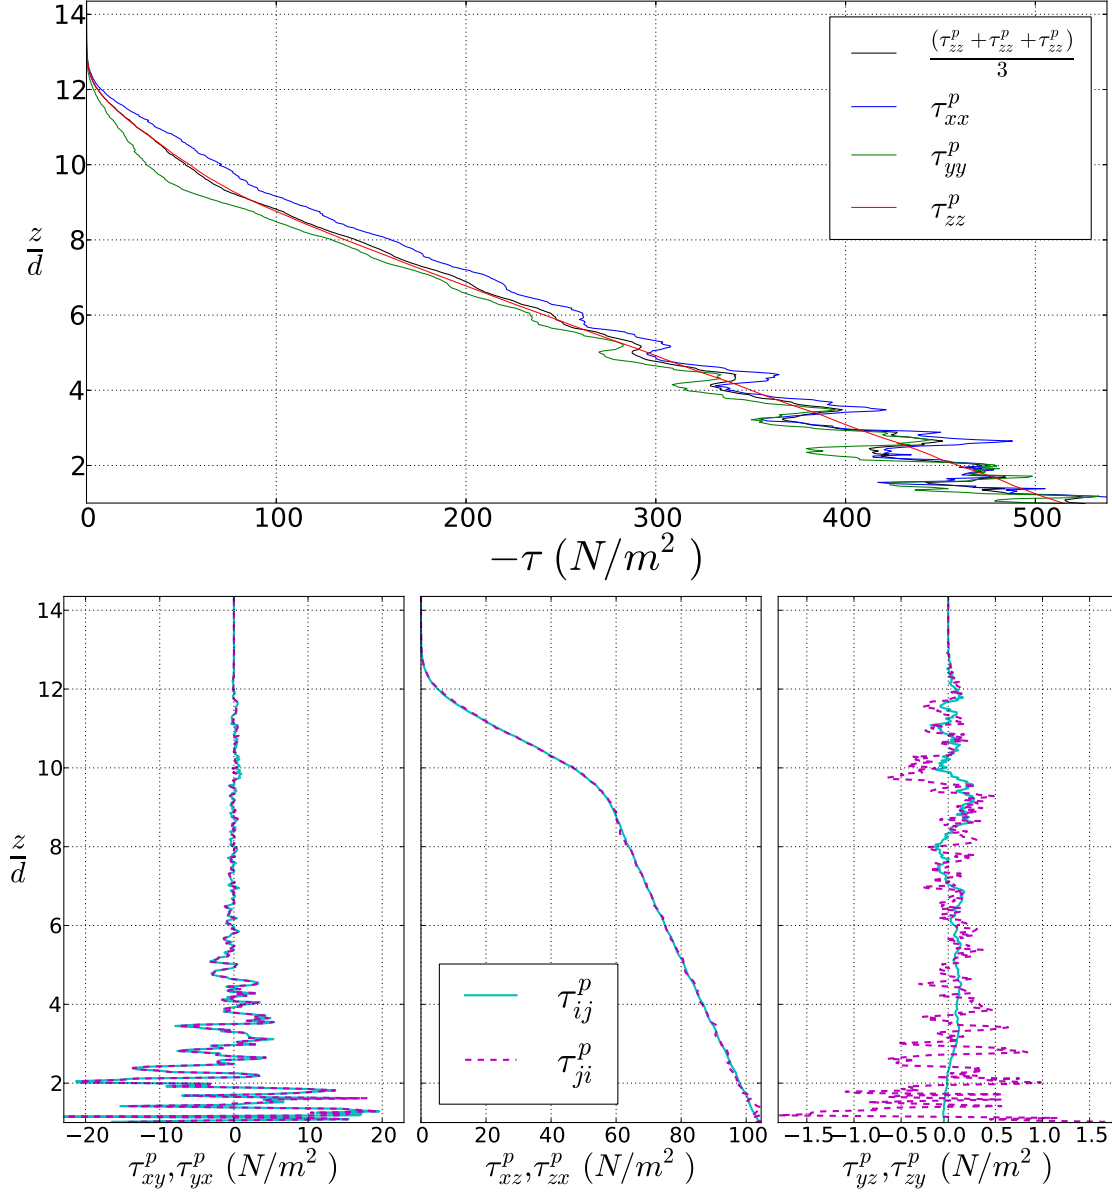 14
12
10
8
6
4
2
z/d
0 100 200 300 400 500
−τ (N/m²)
(τ^p_zz + τ^p_zz + τ^p_zz)/3
τ^p_xx
τ^p_yy
τ^p_zz
14
12
10
8
6
4
2
z/d
−20 −10 0 10 20
τ^p_xy, τ^p_yx (N/m²)
0 20 40 60 80 100
τ^p_xz, τ^p_zx (N/m²)
τ^p_ij
τ^p_ji
−1.5 −1.0 −0.5 0.0 0.5 1.0 1.5
τ^p_yz, τ^p_zy (N/m²)